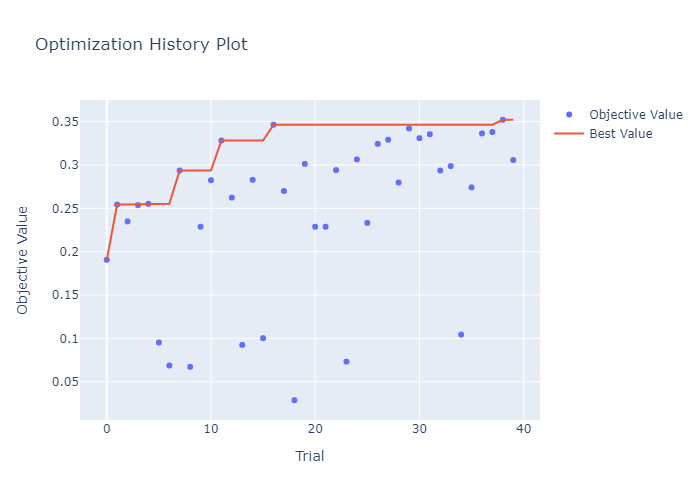 Optimization History Plot
Objective Value
Best Value
0.35
0.3
0.25
0.2
0.15
0.1
0.05
Objective Value
0
10
20
30
40
Trial